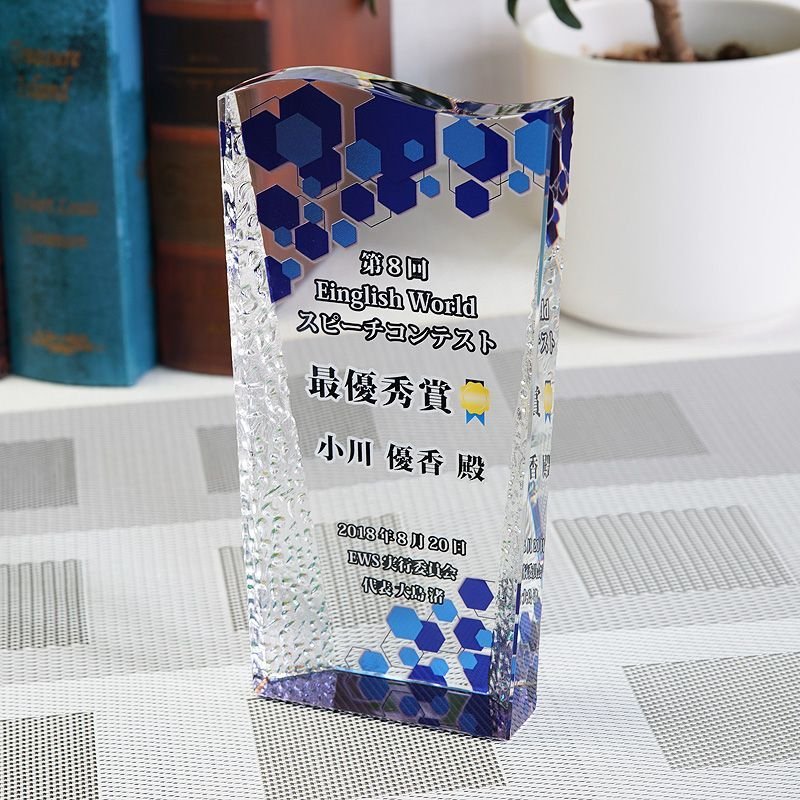 第8回
Einglish World
スピーチコンテスト
最優秀賞
小川 優香 殿
2018年8月20日
EWS 実行委員会
代表 大島 渚